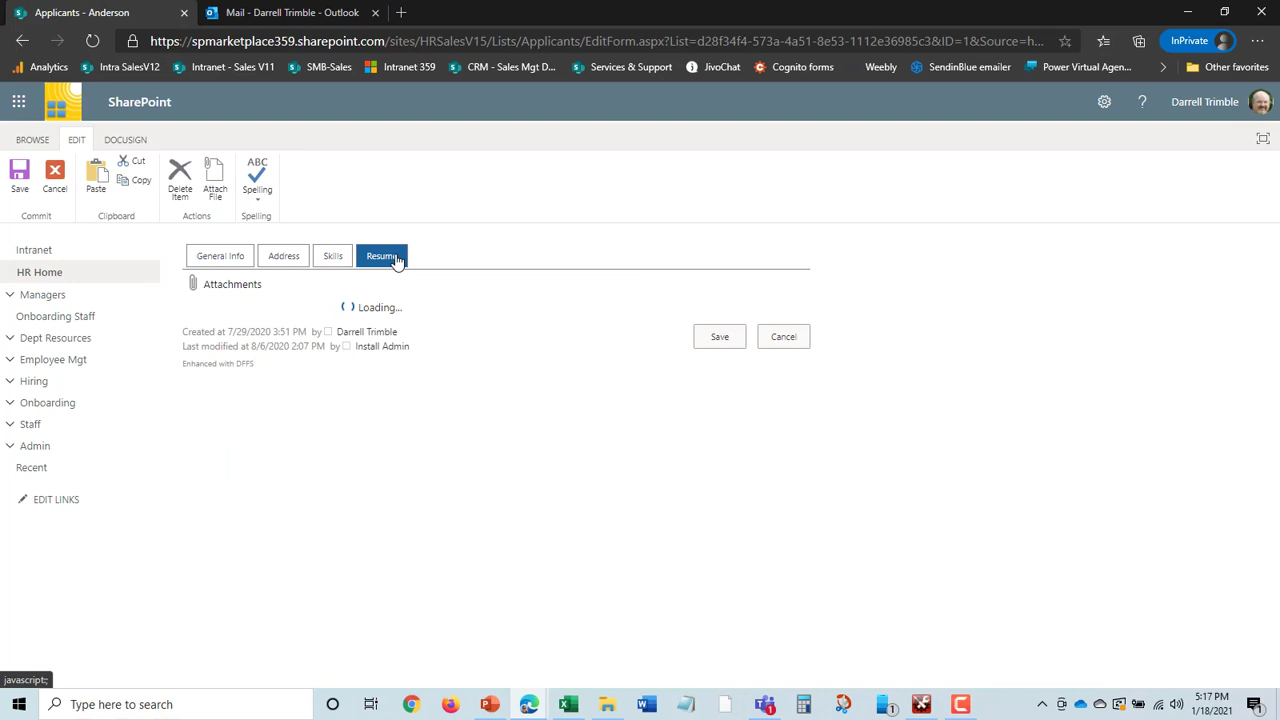 Applicants - Anderson
Mail - Darrell Trimble - Outlook
https://spmarketplace359.sharepoint.com/sites/HRSalesV15/Lists/Applicants/EditForm.aspx?List=d28f34f4-573a-4a51-8e53-1112e36985c3&ID=1&Source=h...
InPrivate
Analytics
Intra SalesV12
Intranet - Sales V11
SMB-Sales
Intranet 359
CRM - Sales Mgt D...
Services & Support
JivoChat
Cognito forms
Weebly
SendinBlue emailer
Power Virtual Agen...
Other favorites
SharePoint
Darrell Trimble
BROWSE
EDIT
DOCUSIGN
Save
Cancel
Paste
Cut
Copy
Delete Item
Attach File
ABC
Spelling
Commit
Clipboard
Actions
Spelling
Intranet
HR Home
Managers
Onboarding Staff
Dept Resources
Employee Mgt
Hiring
Onboarding
Staff
Admin
Recent
EDIT LINKS
General Info
Address
Skills
Resume
Attachments
Loading...
Created at 7/29/2020 3:51 PM by Darrell Trimble
Last modified at 8/6/2020 2:07 PM by Install Admin
Enhanced with DFFS
Save
Cancel
javascript:;
Type here to search
5:17 PM
1/18/2021